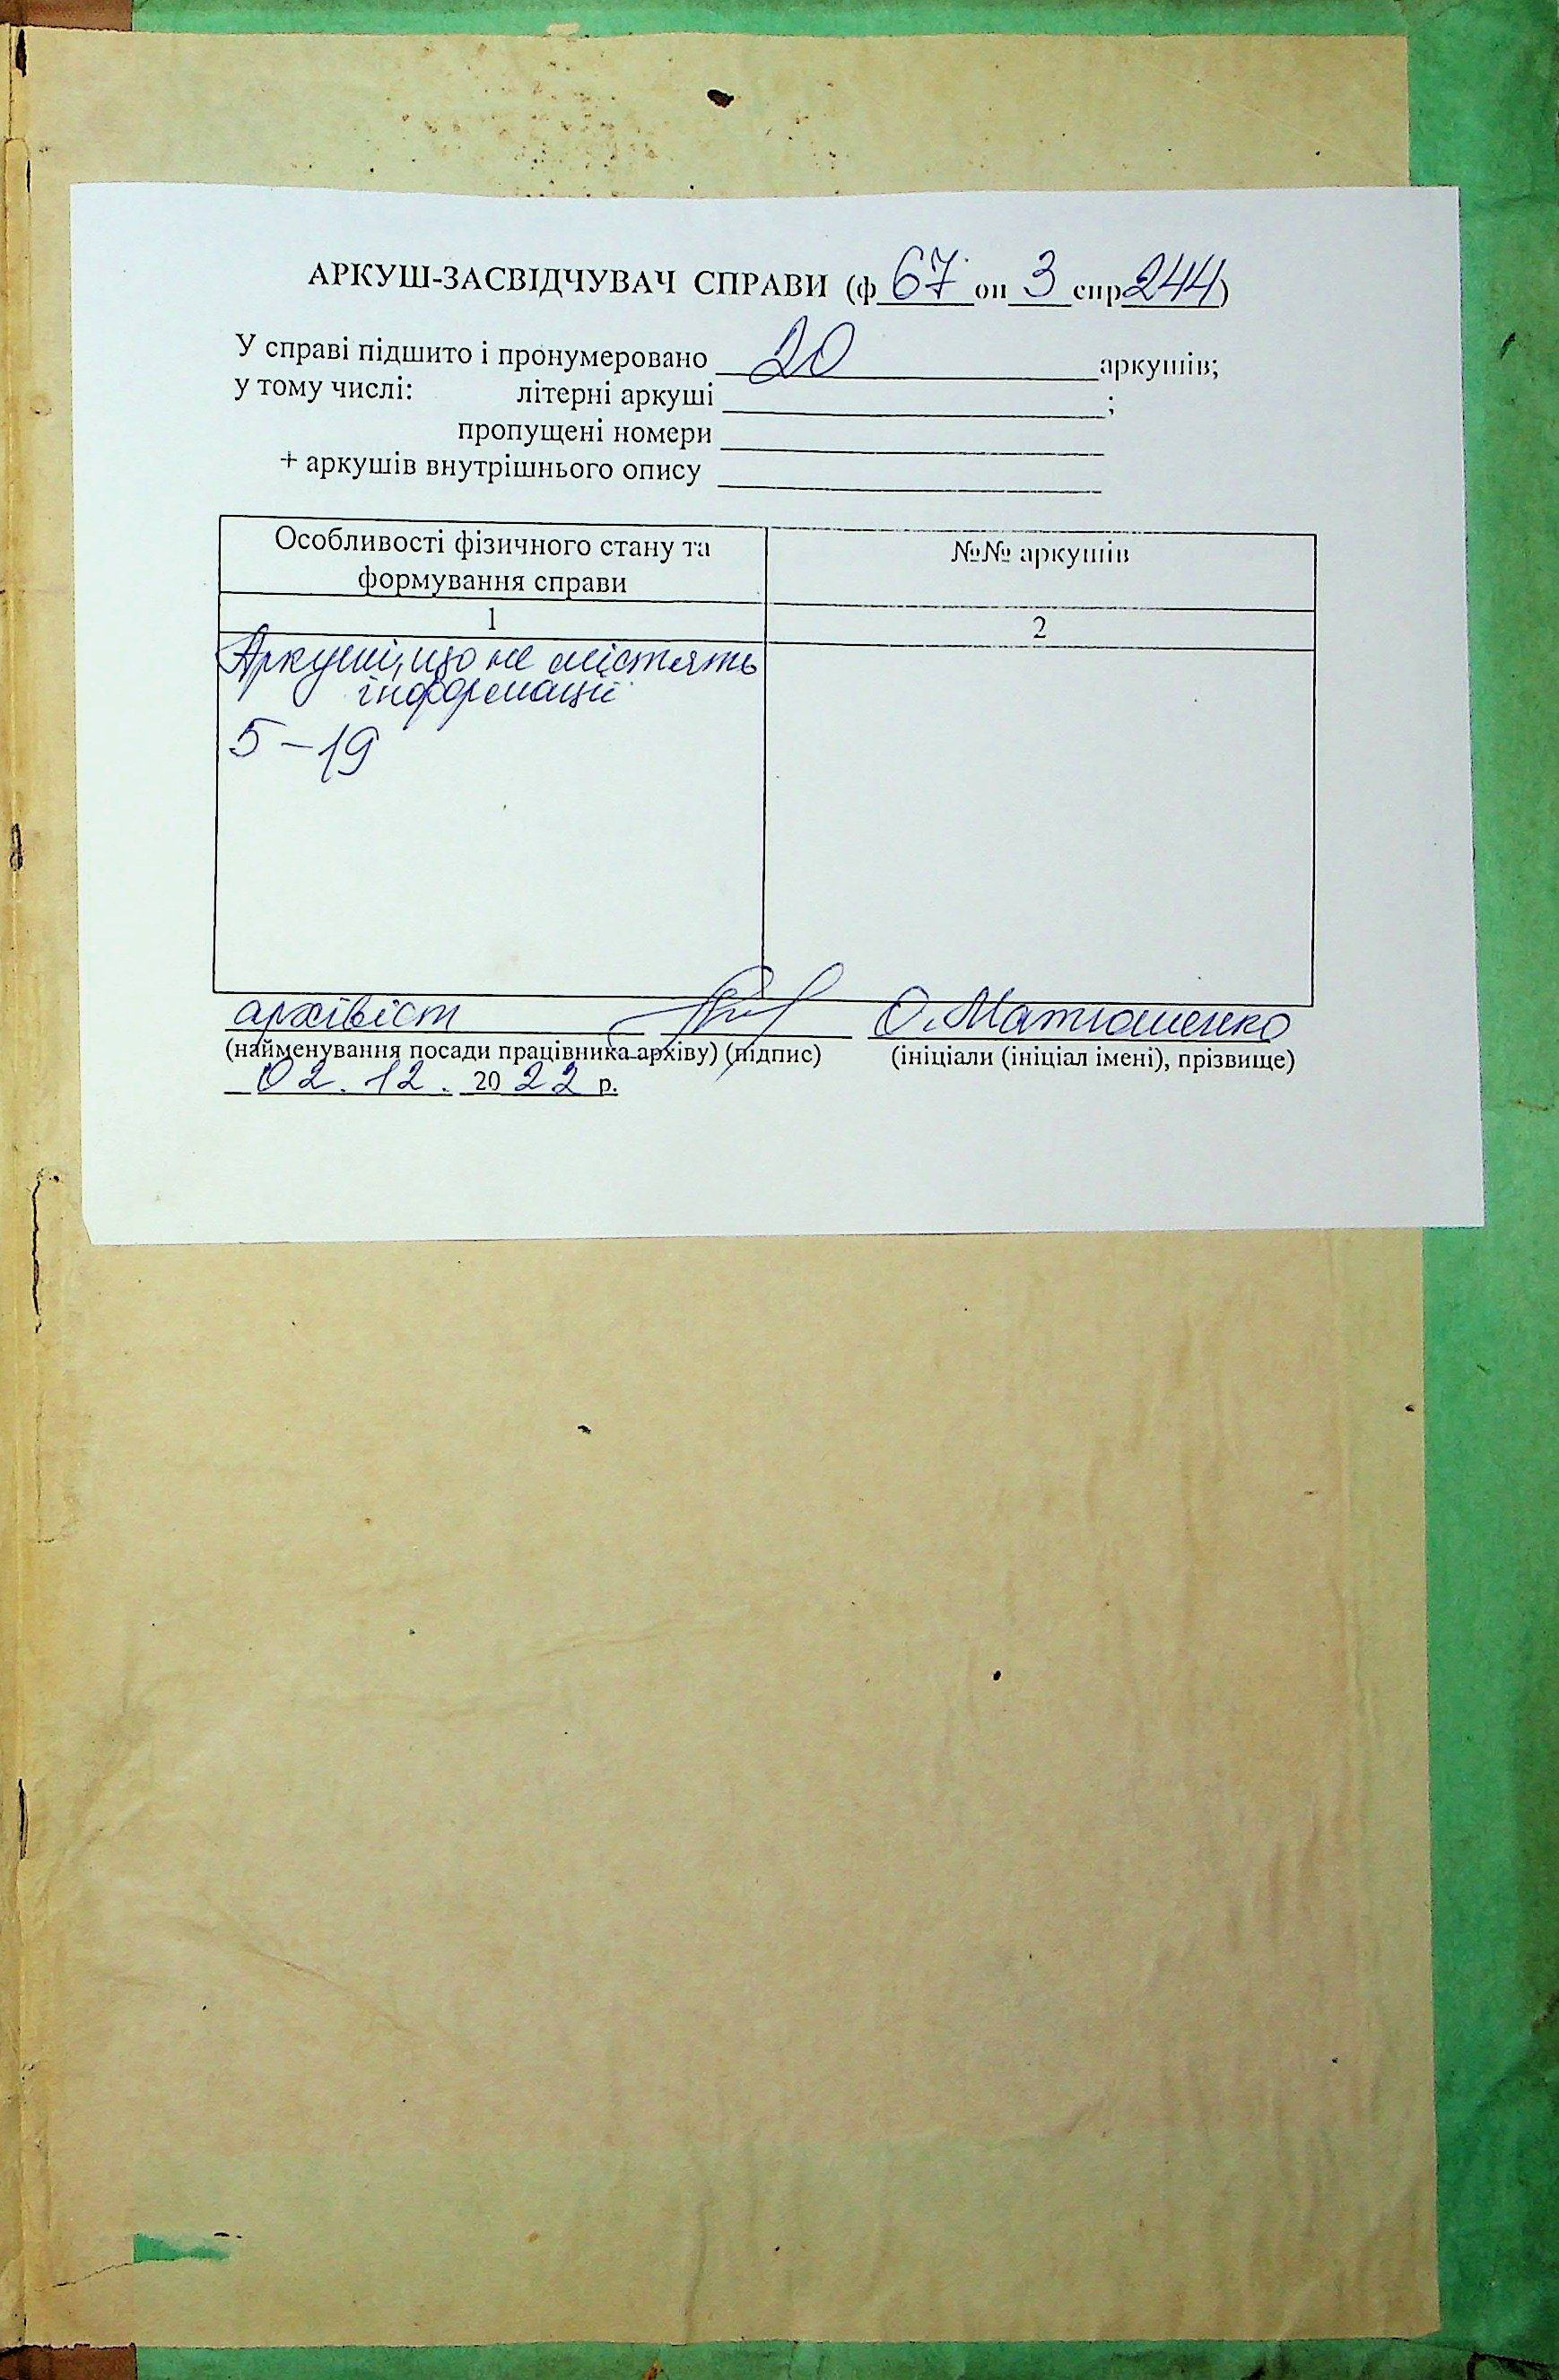 АРКУШ-ЗАСВІДЧУВАЧ СПРАВИ (ф 67 оп 3 спр 244)
У справі підшито і пронумеровано 20 аркушів;
у тому числі: літерні аркуші ;
пропущені номери
+ аркушів внутрішнього опису
Особливості фізичного стану та №№ аркушів
формування справи
1 2
Аркуші, що не містять
інформації
5-19
архівіст О. Матюшенко
(найменування посади працівника архіву) (підпис) (ініціали (ініціал імені), прізвище)
02.12. 2022 р.